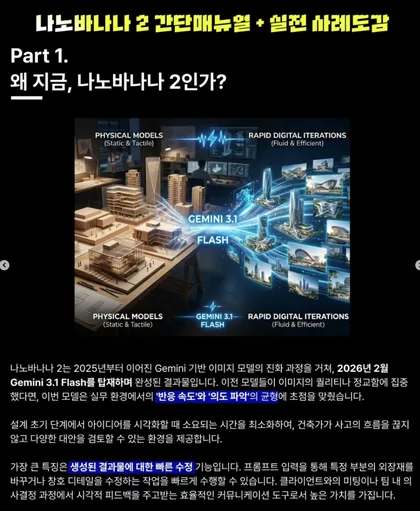 나노바나나 2 간단매뉴얼 + 실전 사례도감
Part 1.
왜 지금, 나노바나나 2인가?
PHYSICAL MODELS
(Static & Tactile)
RAPID DIGITAL ITERATIONS
(Fluid & Efficient)
GEMINI 3.1
FLASH
PHYSICAL MODELS
(Static & Tactile)
GEMINI 3.1
FLASH
RAPID DIGITAL ITERATIONS
(Fluid & Efficient)
나노바나나 2는 2025년부터 이어진 Gemini 기반 이미지 모델의 진화 과정을 거쳐, 2026년 2월
Gemini 3.1 Flash를 탑재하며 완성된 결과물입니다. 이전 모델들이 이미지의 퀄리티나 정교함에 집중
했다면, 이번 모델은 실무 환경에서의 '반응 속도'와 '의도 파악'의 균형에 초점을 맞췄습니다.
설계 초기 단계에서 아이디어를 시각화할 때 소요되는 시간을 최소화하여, 건축가가 사고의 흐름을 끊지
않고 다양한 대안을 검토할 수 있는 환경을 제공합니다.
가장 큰 특징은 생성된 결과물에 대한 빠른 수정 기능입니다. 프롬프트 입력을 통해 특정 부분의 외장재를
바꾸거나 창호 디테일을 수정하는 작업을 빠르게 수행할 수 있습니다. 클라이언트와의 미팅이나 팀 내 의
사결정 과정에서 시각적 피드백을 주고받는 효율적인 커뮤니케이션 도구로서 높은 가치를 가집니다.